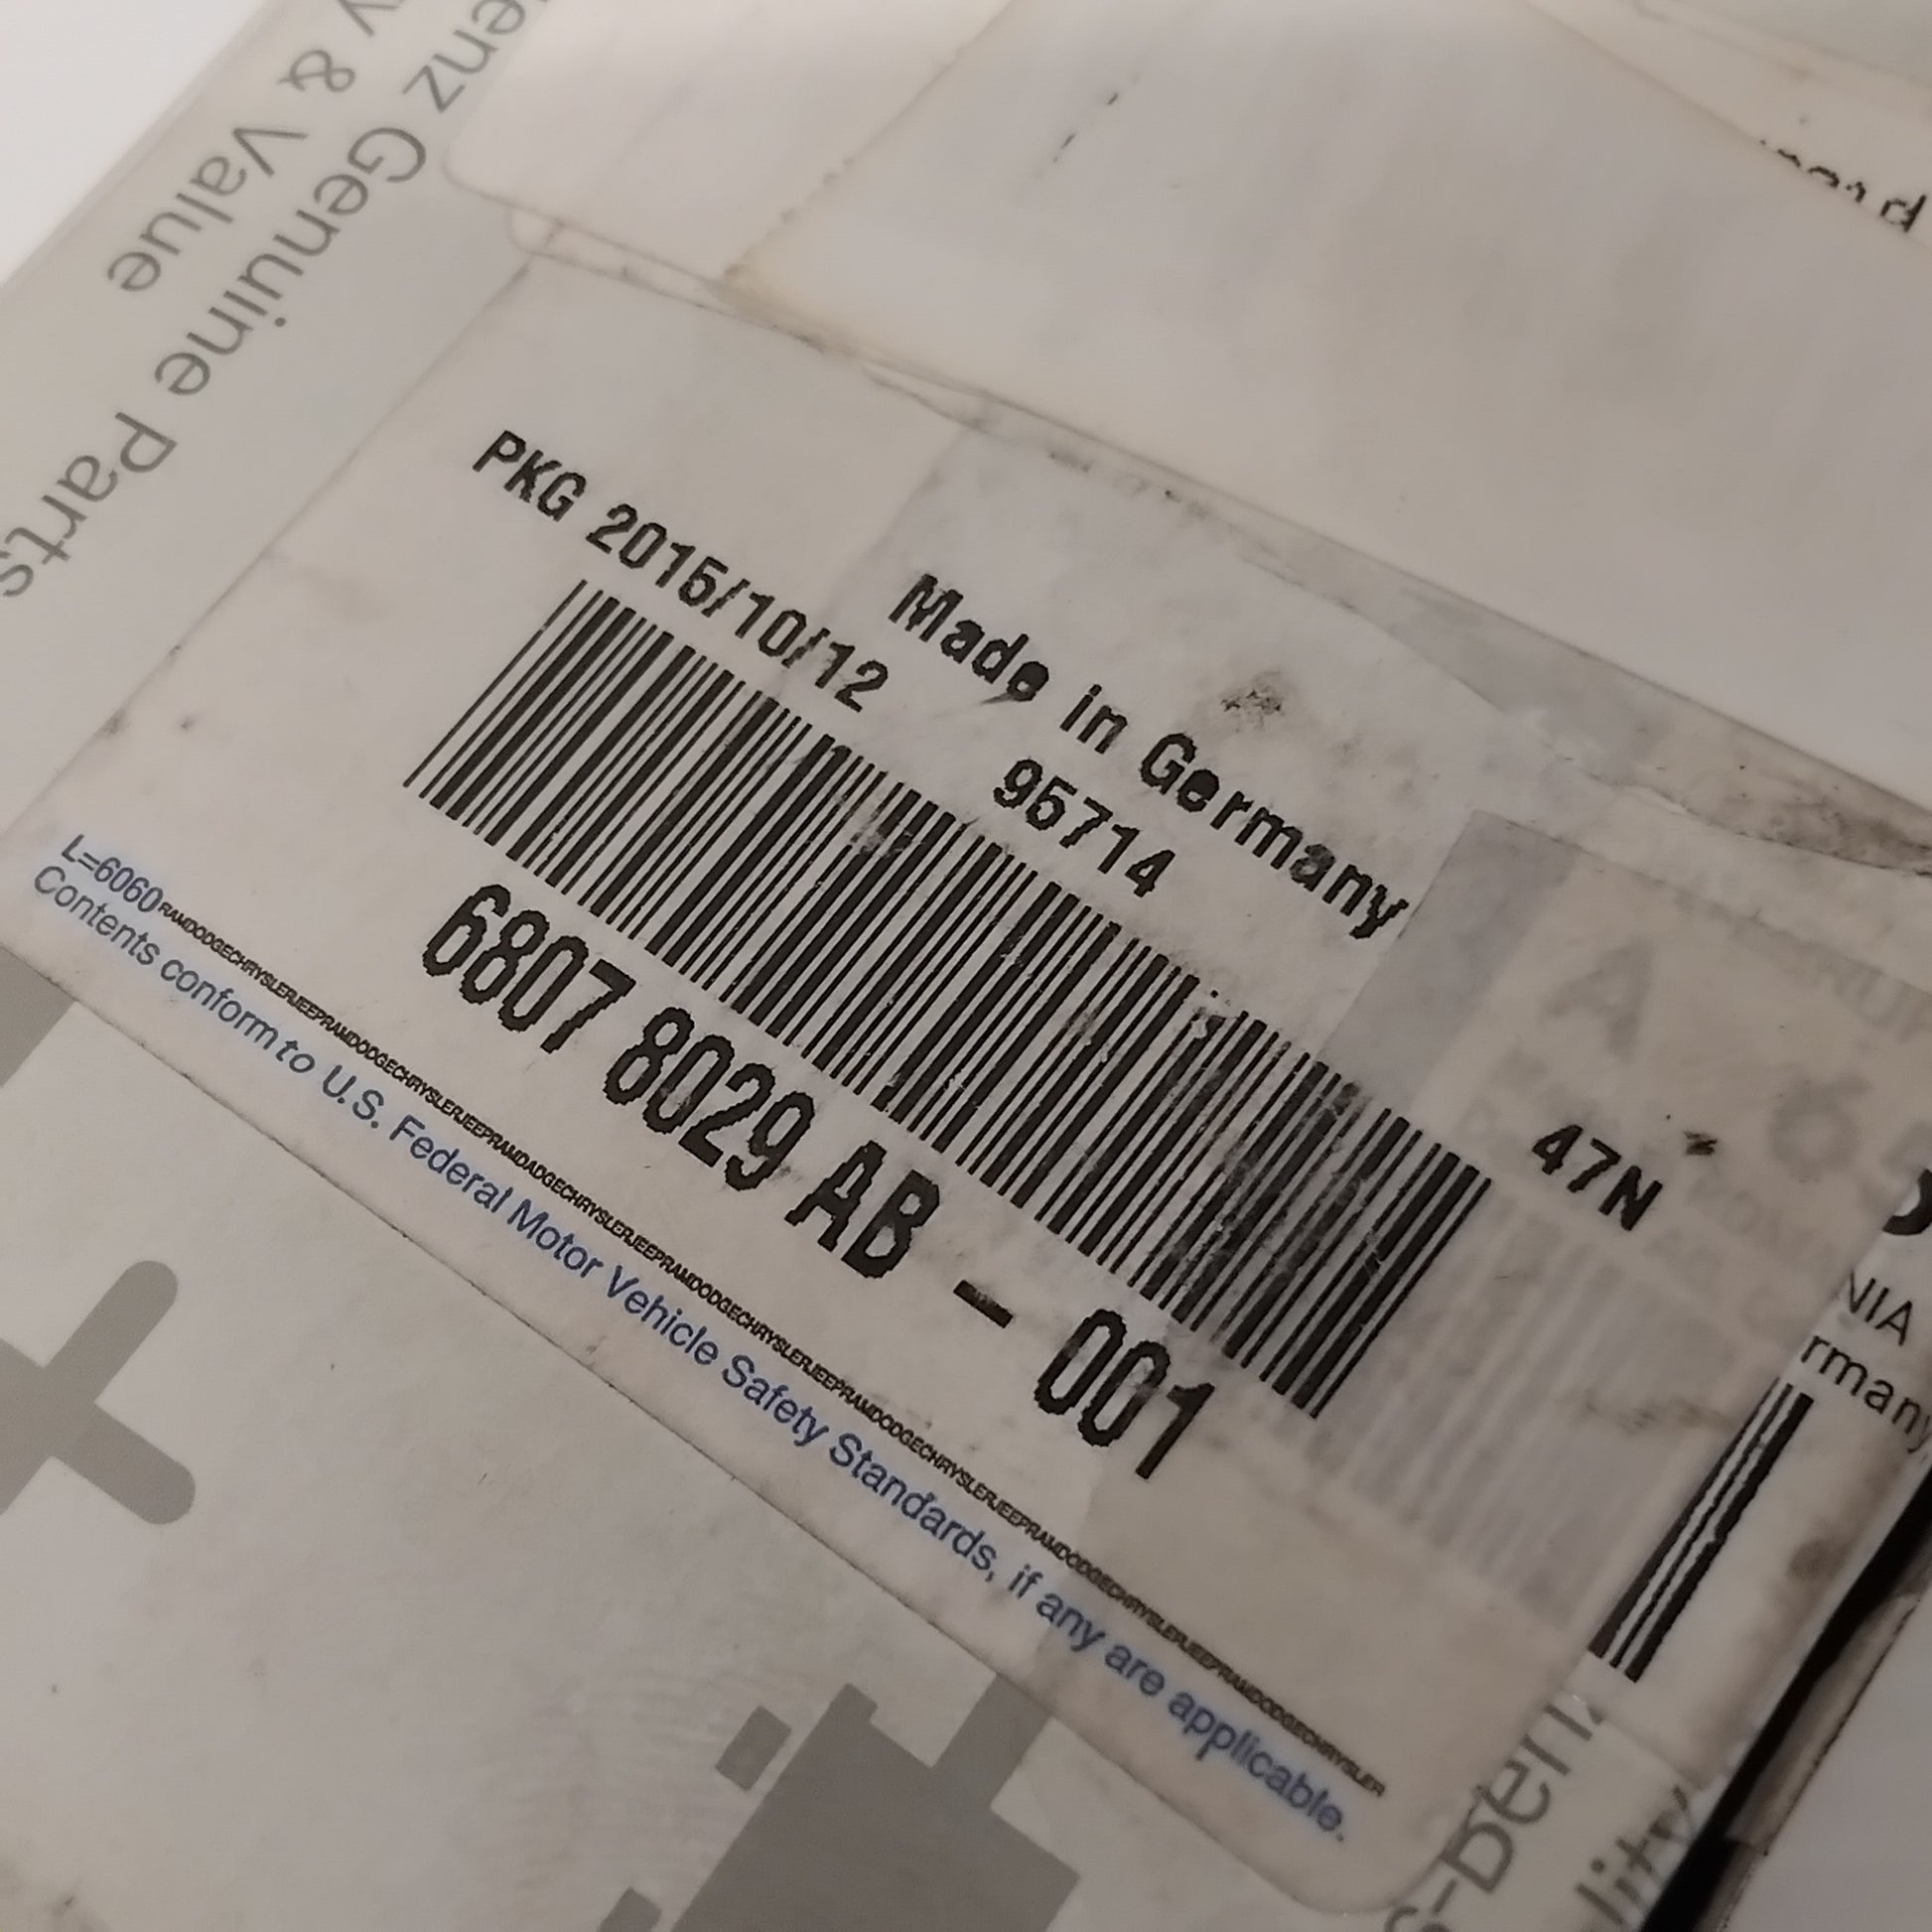 enz Genuine Parts
y & Value
Made in Germany
PKG 2015/10/12 95714
47N
6807 8029 AB - 001
L=6060
Contents conform to U.S. Federal Motor Vehicle Safety Standards, if any are applicable.
NIA
rmany